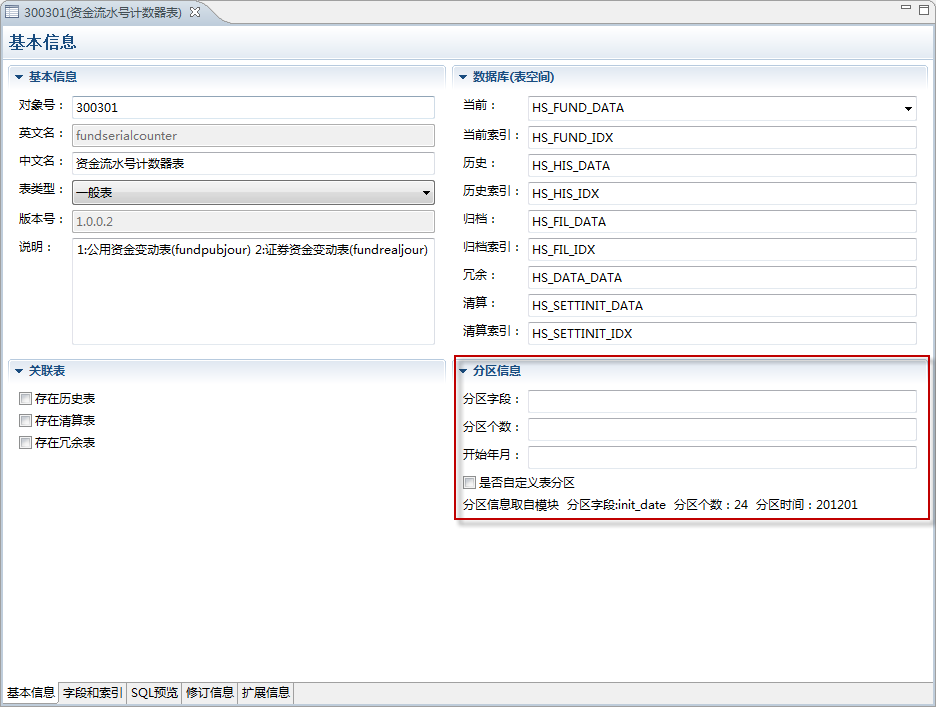 300301(资金流水号计数器表)
基本信息
基本信息
对象号： 300301
英文名： fundserialcounter
中文名： 资金流水号计数器表
表类型： 一般表
版本号： 1.0.0.2
说明： 1:公用资金变动表(fundpubjour) 2:证券资金变动表(fundrealjour)
数据库(表空间)
当前： HS_FUND_DATA
当前索引： HS_FUND_IDX
历史： HS_HIS_DATA
历史索引： HS_HIS_IDX
归档： HS_FIL_DATA
归档索引： HS_FIL_IDX
冗余： HS_DATA_DATA
清算： HS_SETTINIT_DATA
清算索引： HS_SETTINIT_IDX
关联表
存在历史表
存在清算表
存在冗余表
分区信息
分区字段：
分区个数：
开始年月：
是否自定义表分区
分区信息取自模块 分区字段:init_date 分区个数：24 分区时间：201201
基本信息 字段和索引 SQL预览 修订信息 扩展信息